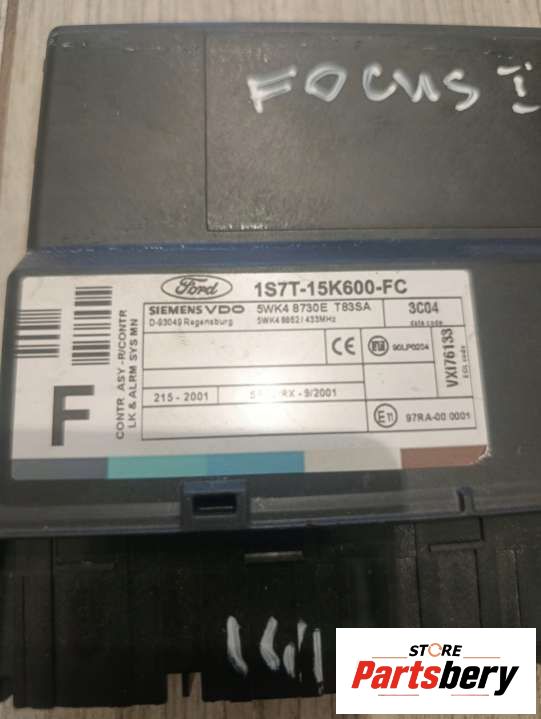 FOCUS I
Ford
1S7T-15K600-FC
SIEMENS VDO
5WK4 8730E T83SA
3C04
D-93049 Regensburg
5WK4 8652 / 433MHz
date code
CONTR ASY -R/CONTR
LK & ALRM SYS MN
F
CE
90LP0204
VXI76133
EOL code
215 - 2001
RX - 9/2001
E11
97RA-00 0001
STORE
Partsbery